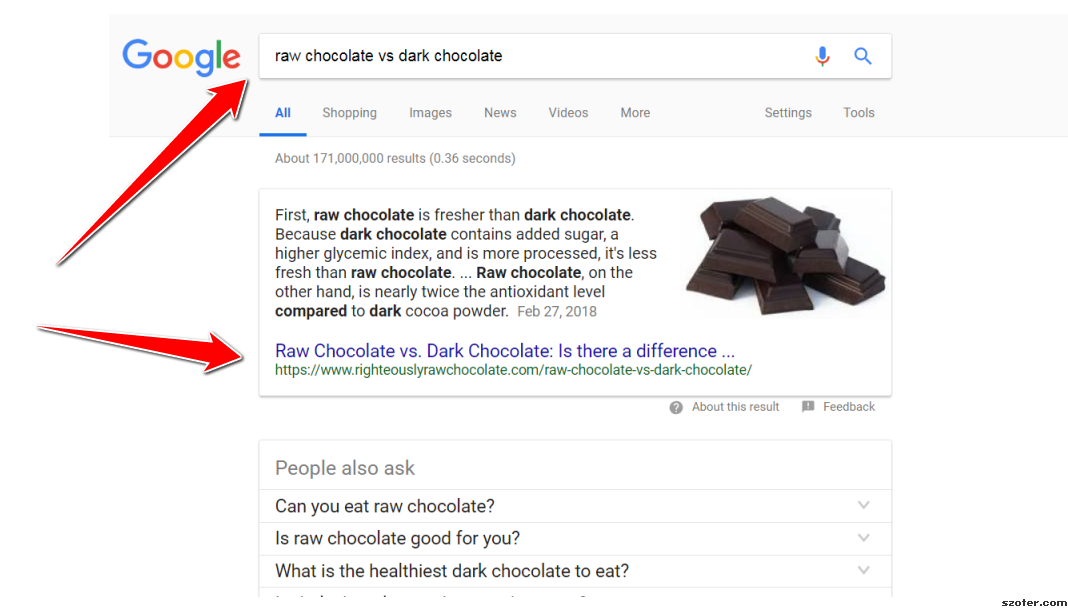 Google
raw chocolate vs dark chocolate
All Shopping Images News Videos More Settings Tools
About 171,000,000 results (0.36 seconds)
First, raw chocolate is fresher than dark chocolate.
Because dark chocolate contains added sugar, a
higher glycemic index, and is more processed, it's less
fresh than raw chocolate. ... Raw chocolate, on the
other hand, is nearly twice the antioxidant level
compared to dark cocoa powder. Feb 27, 2018
Raw Chocolate vs. Dark Chocolate: Is there a difference ...
https://www.righteouslyrawchocolate.com/raw-chocolate-vs-dark-chocolate/
About this result Feedback
People also ask
Can you eat raw chocolate?
Is raw chocolate good for you?
What is the healthiest dark chocolate to eat?
szoter.com